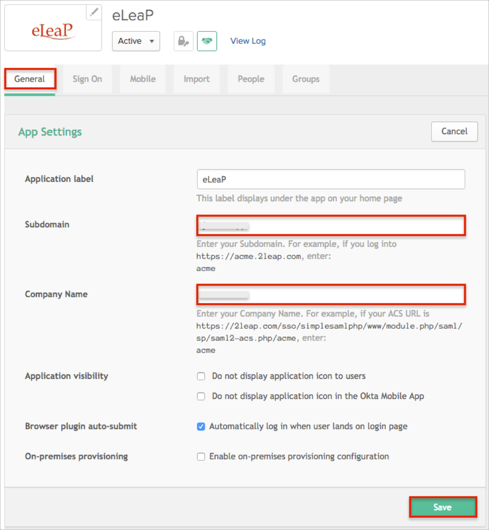 eLeaP
eLeaP
Active
View Log
General
Sign On
Mobile
Import
People
Groups
App Settings
Cancel
Application label
eLeaP
This label displays under the app on your home page
Subdomain
Enter your Subdomain. For example, if you log into
https://acme.2leap.com, enter:
acme
Company Name
Enter your Company Name. For example, if your ACS URL is
https://2leap.com/sso/simplesamlphp/www/module.php/saml/
sp/saml2-acs.php/acme, enter:
acme
Application visibility
Do not display application icon to users
Do not display application icon in the Okta Mobile App
Browser plugin auto-submit
Automatically log in when user lands on login page
On-premises provisioning
Enable on-premises provisioning configuration
Save